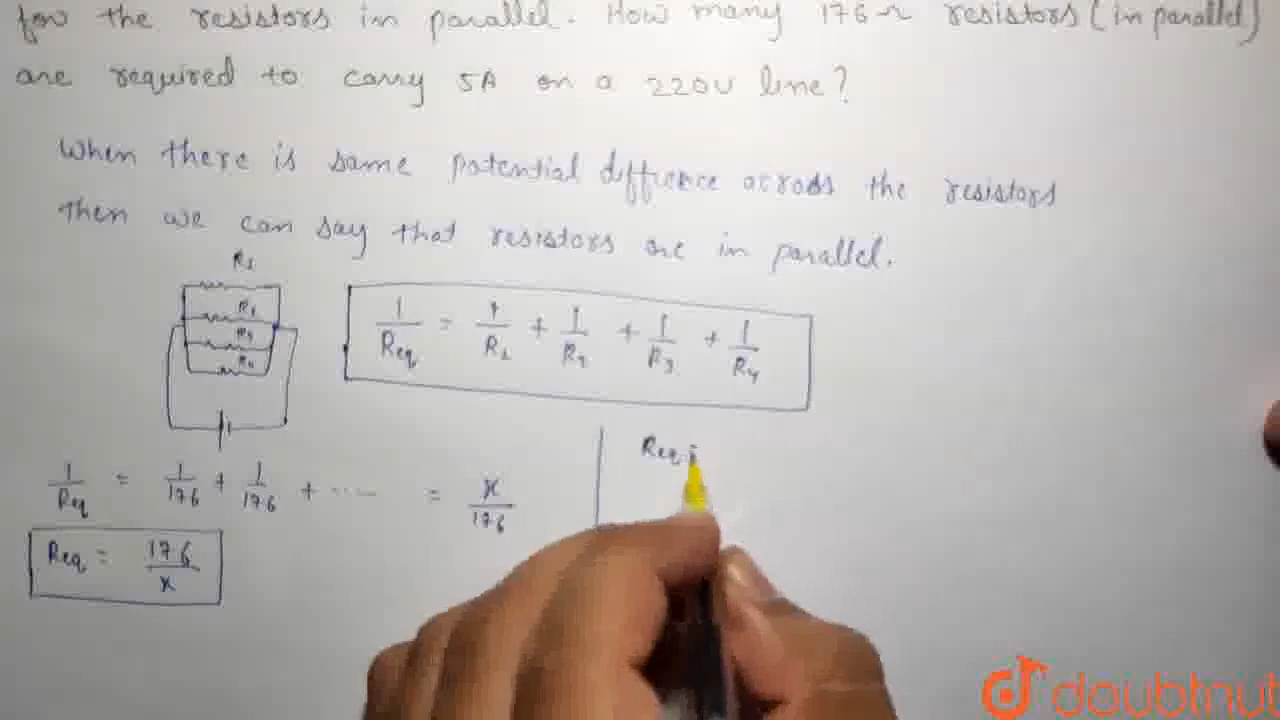 for the resistors in parallel. How many 176 Ω resistors (in parallel)
are required to carry 5A on a 220V line?
When there is same potential diffrence across the resistors
then we can say that resistors are in parallel.
R1
R2
R3
R4
1/Req = 1/R1 + 1/R2 + 1/R3 + 1/R4
1/Req = 1/176 + 1/176 + ..... = x/176
Req = 176/x
Req i
doubtnut